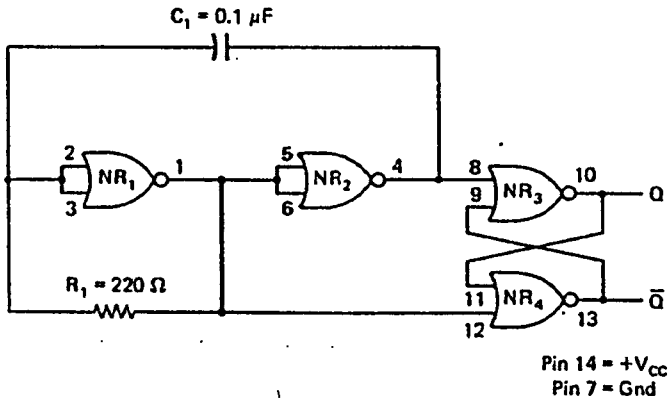 C₁ = 0.1 μF
2
3
NR₁
1
5
6
NR₂
4
8
9
NR₃
10
Q
R₁ = 220 Ω
11
12
NR₄
13
Q̅
Pin 14 = +V_CC
Pin 7 = Gnd